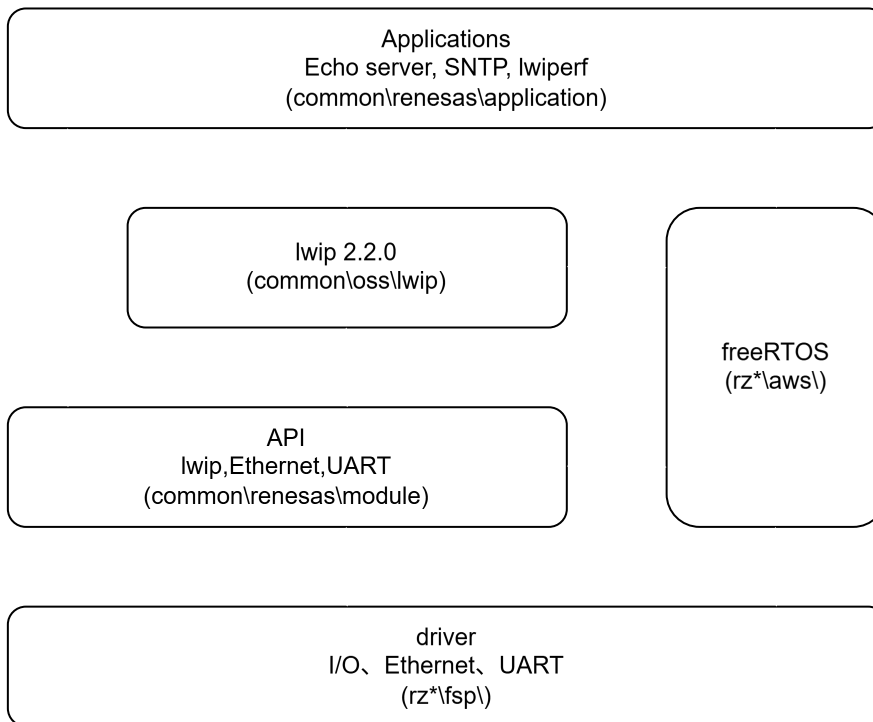 Applications
Echo server, SNTP, lwiperf
(common\renesas\application)
lwip 2.2.0
(common\oss\lwip)
freeRTOS
(rz*\aws\)
API
lwip,Ethernet,UART
(common\renesas\module)
driver
I/O、Ethernet、UART
(rz*\fsp\)